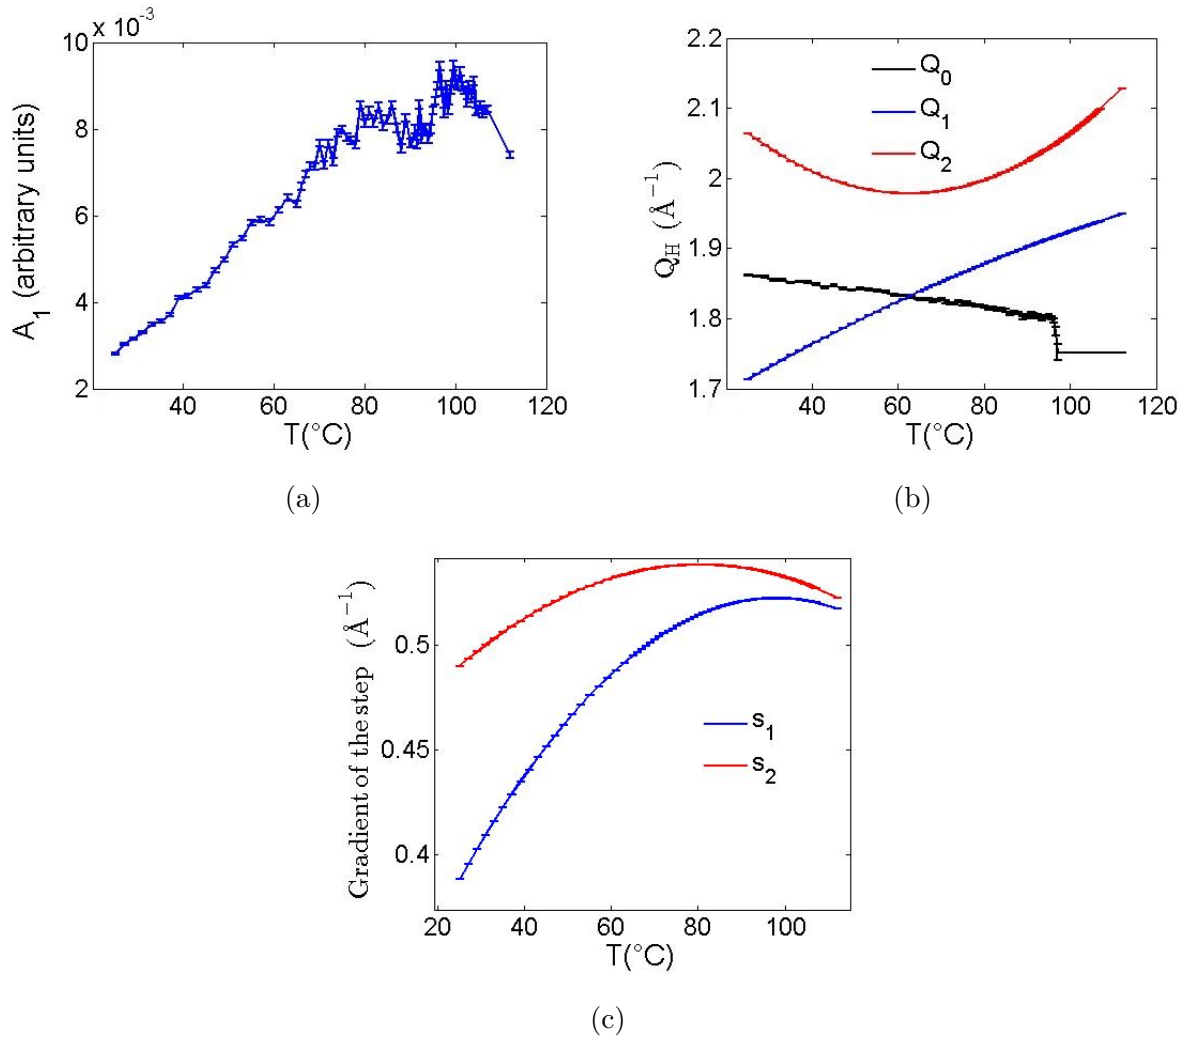 x 10^-3
10
8
6
4
2
A_1 (arbitrary units)
40 60 80 100 120
T(°C)
(a)
2.2
2.1
2
1.9
1.8
1.7
Q_H (Å^-1)
Q_0
Q_1
Q_2
40 60 80 100 120
T(°C)
(b)
0.5
0.45
0.4
Gradient of the step (Å^-1)
s_1
s_2
20 40 60 80 100
T(°C)
(c)